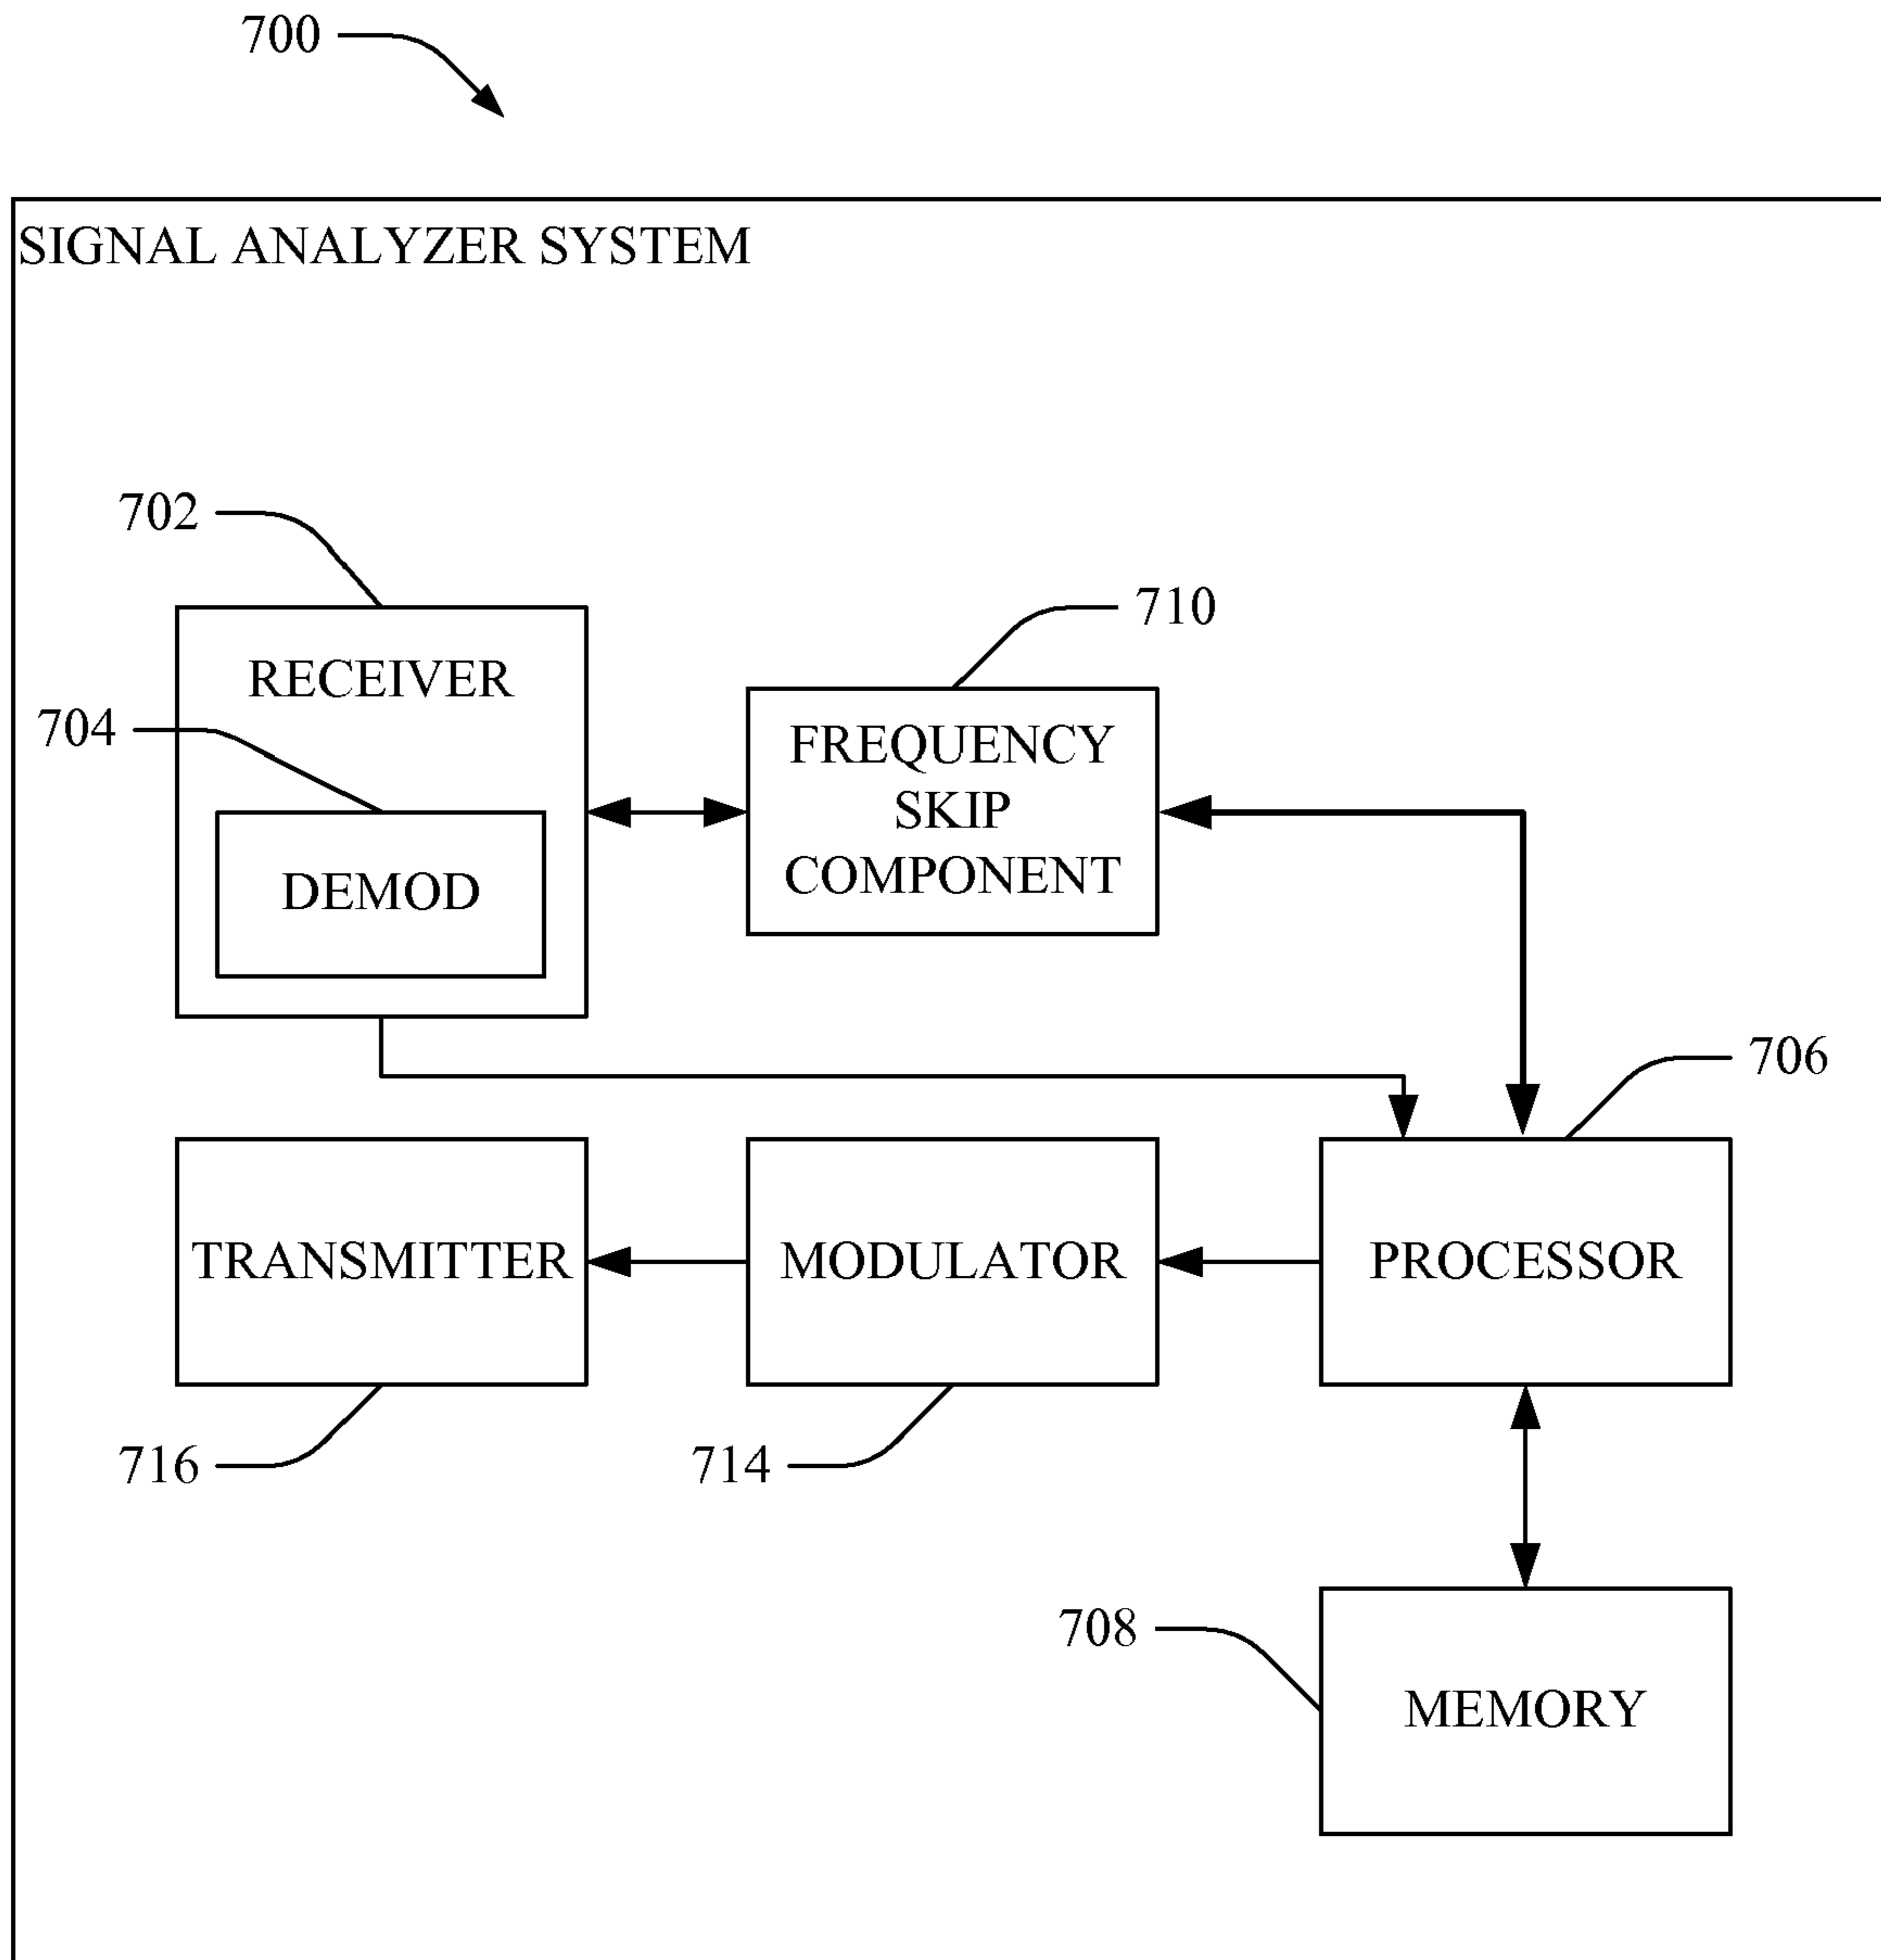 700
SIGNAL ANALYZER SYSTEM
702
710
RECEIVER
704
FREQUENCY
SKIP
COMPONENT
DEMOD
706
TRANSMITTER
MODULATOR
PROCESSOR
716
714
708
MEMORY